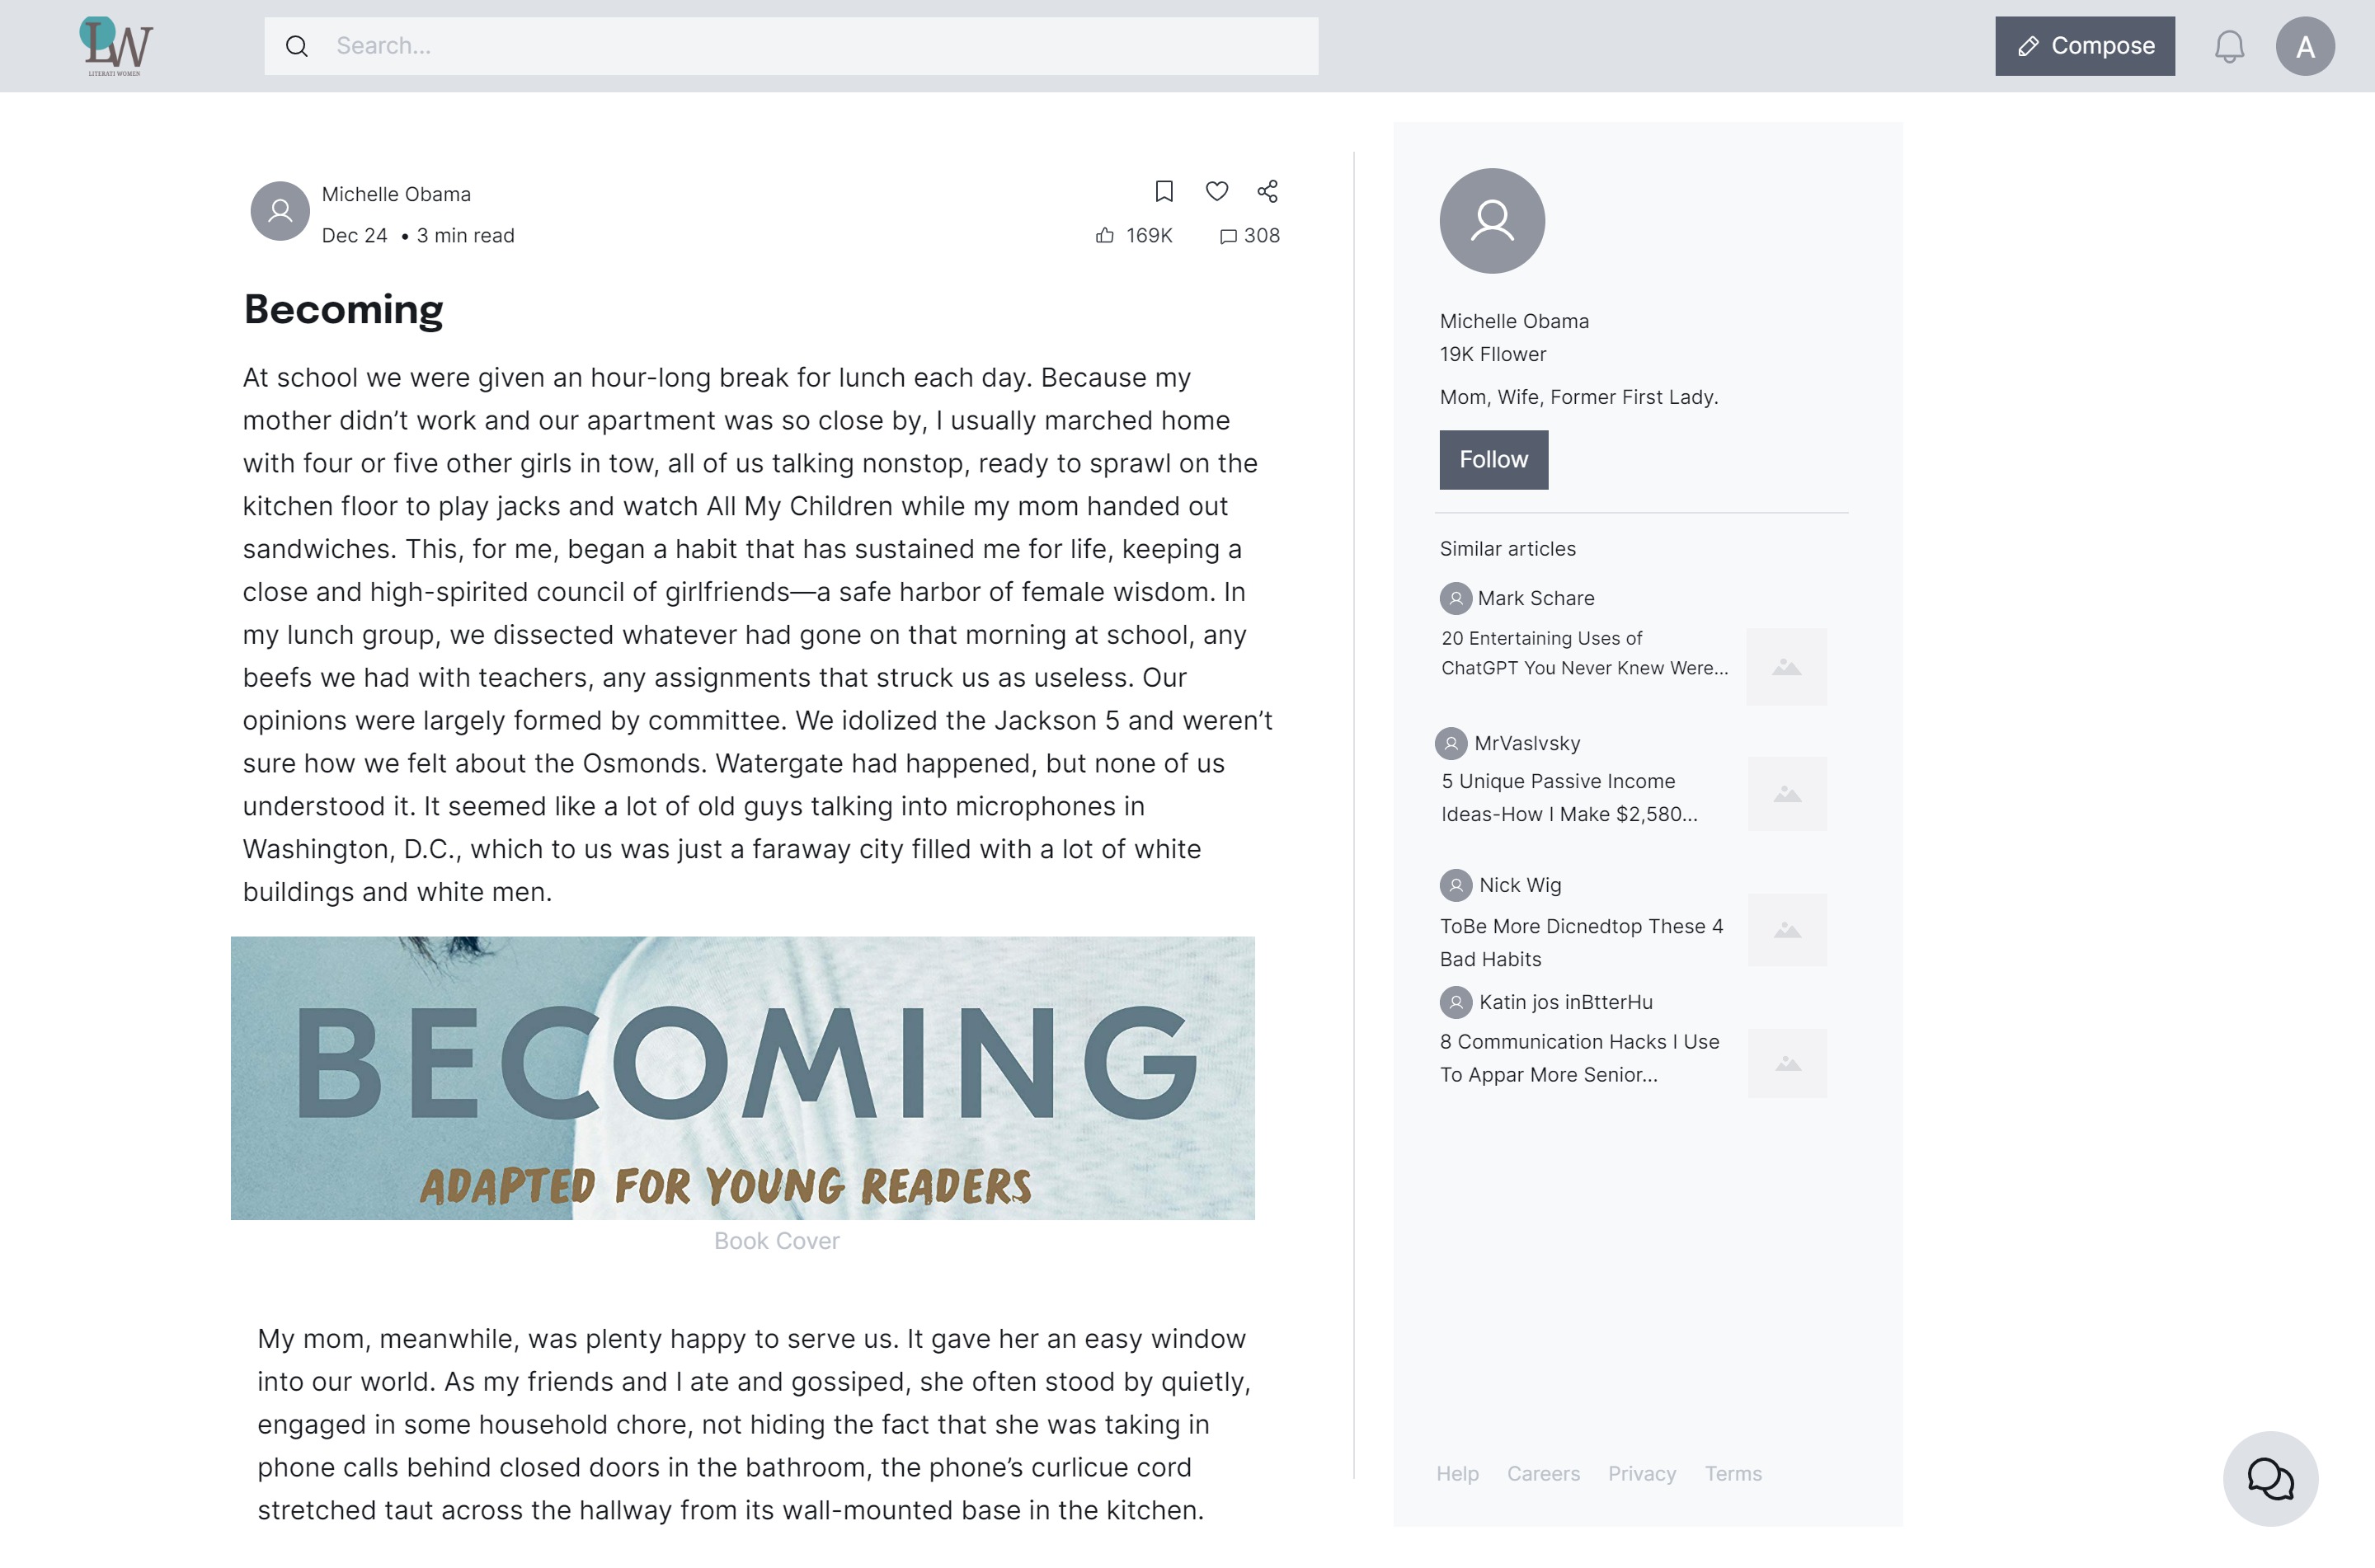 LW
LITERATI WOMEN
Search...
Compose
A
Michelle Obama
Dec 24 • 3 min read
169K 308
Becoming
At school we were given an hour-long break for lunch each day. Because my
mother didn’t work and our apartment was so close by, I usually marched home
with four or five other girls in tow, all of us talking nonstop, ready to sprawl on the
kitchen floor to play jacks and watch All My Children while my mom handed out
sandwiches. This, for me, began a habit that has sustained me for life, keeping a
close and high-spirited council of girlfriends—a safe harbor of female wisdom. In
my lunch group, we dissected whatever had gone on that morning at school, any
beefs we had with teachers, any assignments that struck us as useless. Our
opinions were largely formed by committee. We idolized the Jackson 5 and weren’t
sure how we felt about the Osmonds. Watergate had happened, but none of us
understood it. It seemed like a lot of old guys talking into microphones in
Washington, D.C., which to us was just a faraway city filled with a lot of white
buildings and white men.
BECOMING
ADAPTED FOR YOUNG READERS
Book Cover
My mom, meanwhile, was plenty happy to serve us. It gave her an easy window
into our world. As my friends and I ate and gossiped, she often stood by quietly,
engaged in some household chore, not hiding the fact that she was taking in
phone calls behind closed doors in the bathroom, the phone’s curlicue cord
stretched taut across the hallway from its wall-mounted base in the kitchen.
Michelle Obama
19K Fllower
Mom, Wife, Former First Lady.
Follow
Similar articles
Mark Schare
20 Entertaining Uses of
ChatGPT You Never Knew Were...
MrVaslvsky
5 Unique Passive Income
Ideas-How I Make $2,580...
Nick Wig
ToBe More Dicnedtop These 4
Bad Habits
Katin jos inBtterHu
8 Communication Hacks I Use
To Appar More Senior...
Help Careers Privacy Terms